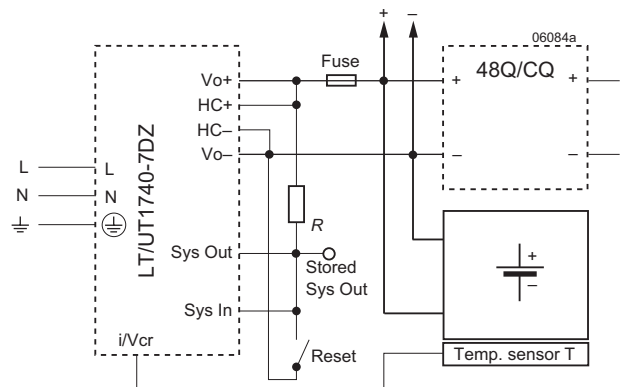 + –
06084a
Fuse
48Q/CQ
Vo+
+ +
HC+
HC–
Vo–
– –
L L
N N
LT/UT1740-7DZ
R
Sys Out
Stored
Sys Out
+
–
Sys In
i/Vcr
Reset
Temp. sensor T